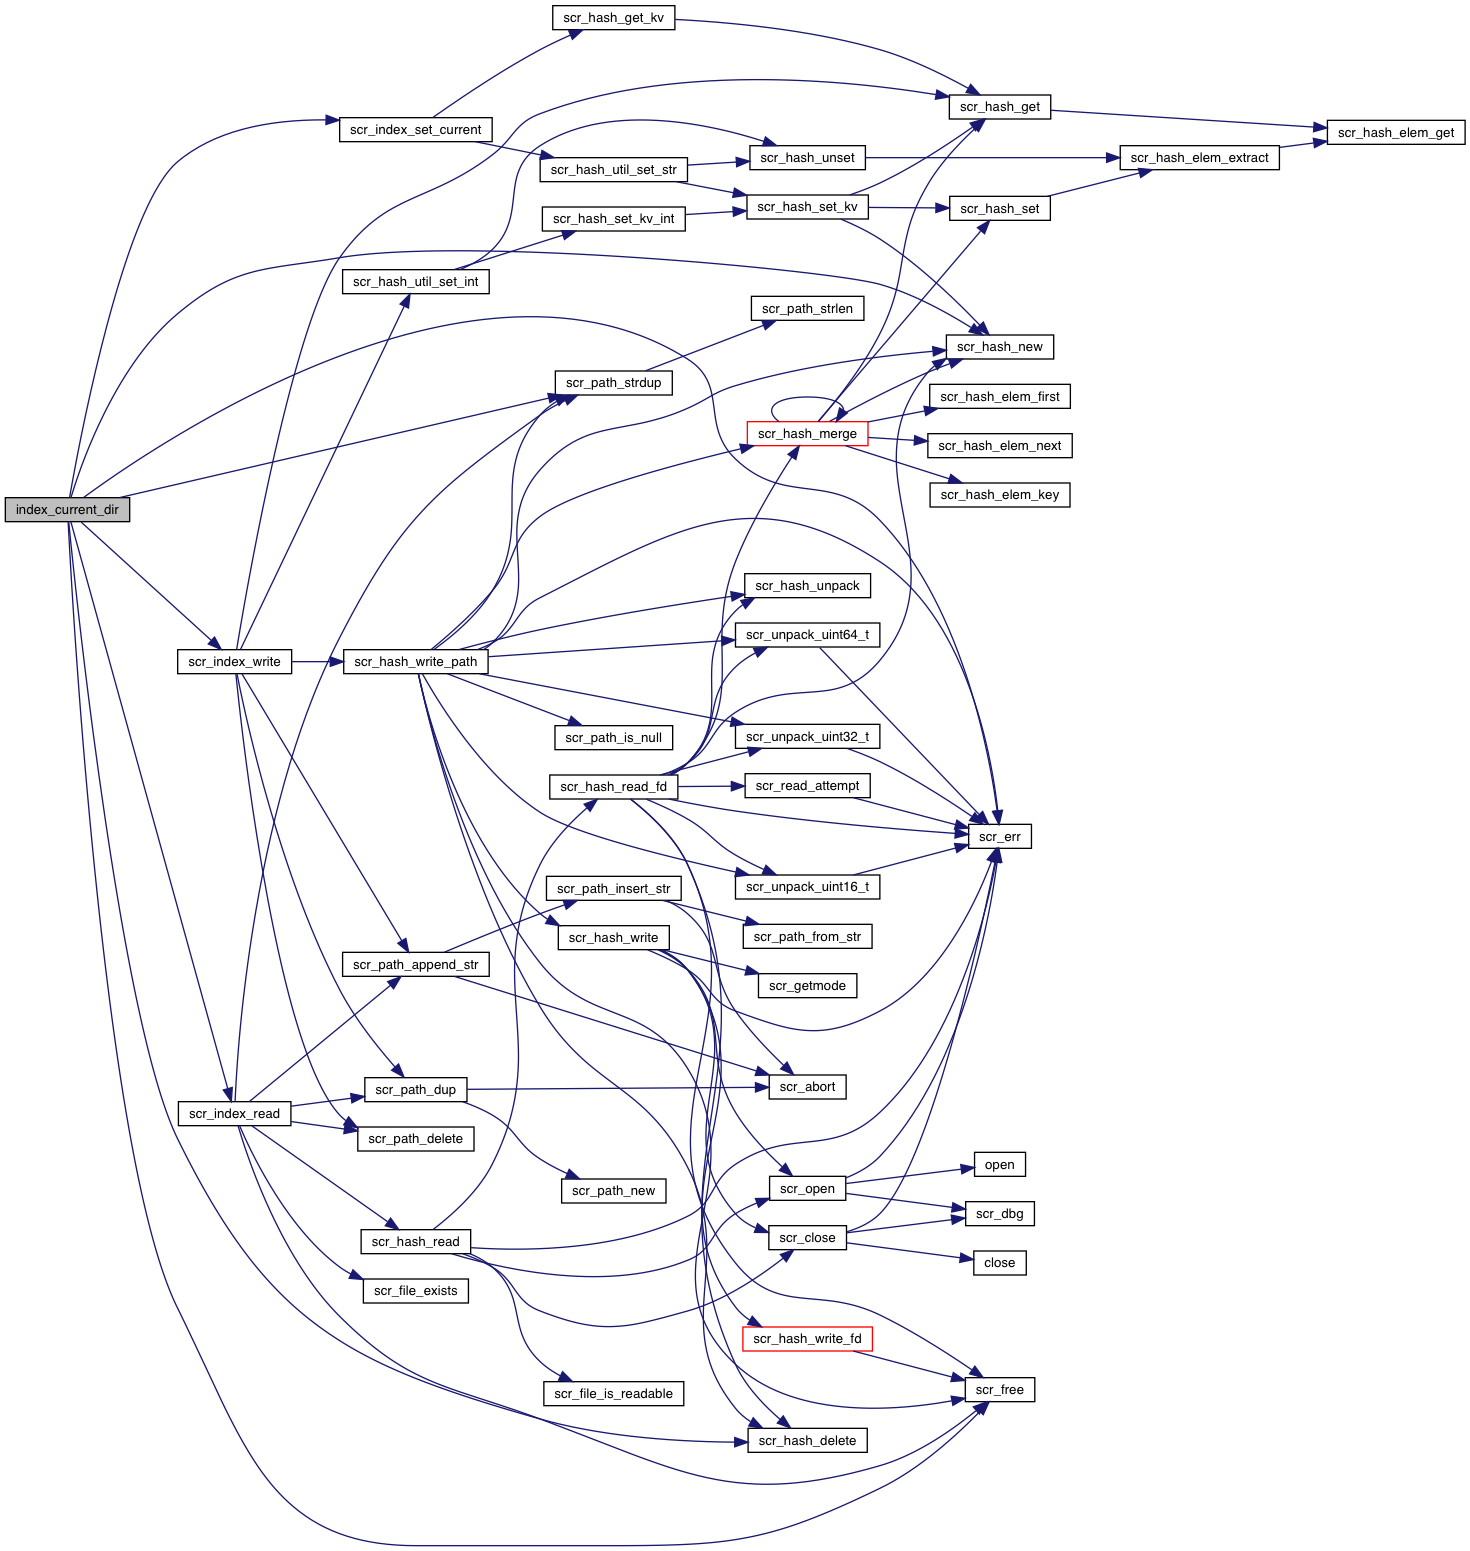 scr_hash_get_kv
scr_hash_get
scr_index_set_current
scr_hash_elem_get
scr_hash_unset
scr_hash_elem_extract
scr_hash_util_set_str
scr_hash_set_kv
scr_hash_set
scr_hash_set_kv_int
scr_hash_util_set_int
scr_path_strlen
scr_hash_new
scr_path_strdup
scr_hash_elem_first
scr_hash_merge
scr_hash_elem_next
scr_hash_elem_key
index_current_dir
scr_hash_unpack
scr_unpack_uint64_t
scr_index_write
scr_hash_write_path
scr_path_is_null
scr_unpack_uint32_t
scr_hash_read_fd
scr_read_attempt
scr_err
scr_unpack_uint16_t
scr_path_insert_str
scr_hash_write
scr_path_from_str
scr_path_append_str
scr_getmode
scr_abort
scr_path_dup
scr_index_read
scr_path_delete
open
scr_open
scr_path_new
scr_dbg
scr_close
scr_hash_read
close
scr_file_exists
scr_hash_write_fd
scr_free
scr_file_is_readable
scr_hash_delete